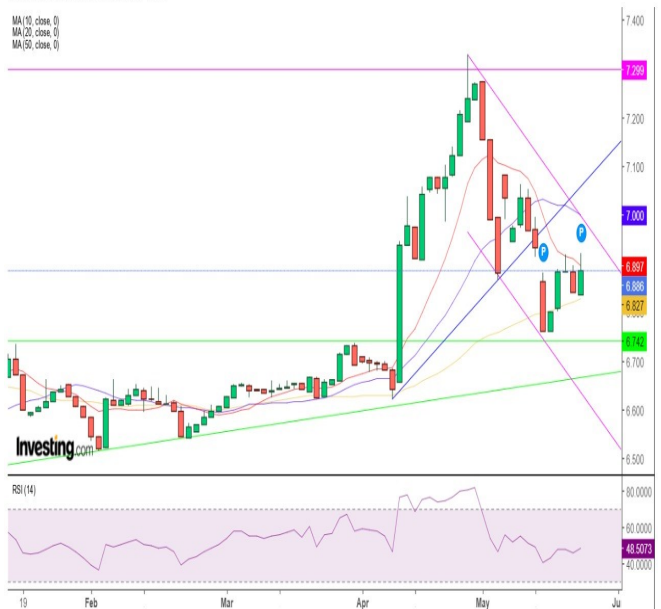 MA (10, close, 0)
MA (20, close, 0)
MA (50, close, 0)
7.400
7.299
7.200
7.100
7.000
6.897
6.886
6.827
6.742
6.700
6.600
6.500
P
P
Investing.com
RSI (14)
80.0000
60.0000
48.5073
40.0000
19 Feb Mar Apr May Ju